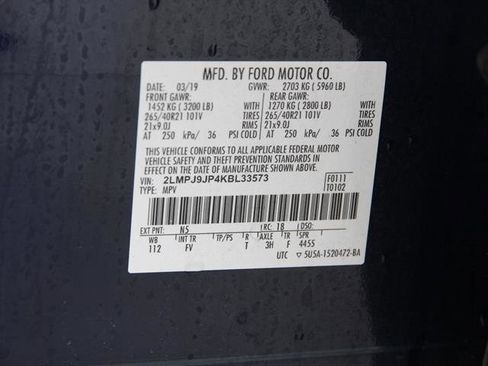 MFD. BY FORD MOTOR CO.
DATE: 03/19 GVWR: 2703 KG ( 5960 LB)
FRONT GAWR: REAR GAWR:
1452 KG ( 3200 LB) 1270 KG ( 2800 LB)
265/40R21 101V TIRES 265/40R21 101V
21x9.0J RIMS 21x9.0J
AT 250 kPa/ 36 PSI COLD AT 250 kPa/ 36 PSI COLD
THIS VEHICLE CONFORMS TO ALL APPLICABLE FEDERAL MOTOR
VEHICLE SAFETY AND THEFT PREVENTION STANDARDS IN
EFFECT ON THE DATE OF MANUFACTURE SHOWN ABOVE.
VIN: 2LMPJ9JP4KBL33573 F0111
TYPE: MPV T0102
EXT PNT: N5 RC: 18 DSO:
WB INT TR TP/PS R AXLE TR SPR
112 FV T 3H F 4455
UTC 5U5A-1520472-BA